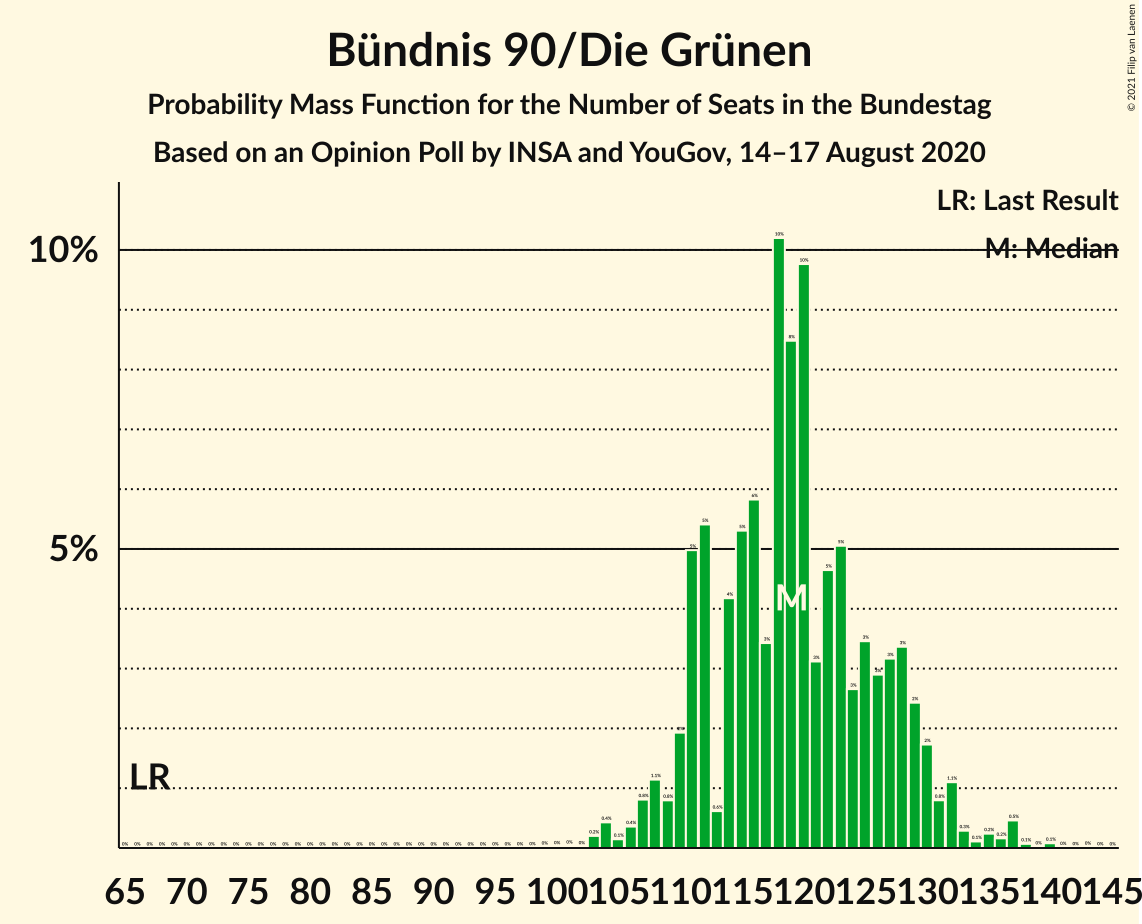 Bündnis 90/Die Grünen
Probability Mass Function for the Number of Seats in the Bundestag
Based on an Opinion Poll by INSA and YouGov, 14–17 August 2020
© 2021 Filip van Laenen
LR: Last Result
M: Median
10%
5%
LR
M
65 70 75 80 85 90 95 100 105 110 115 120 125 130 135 140 145